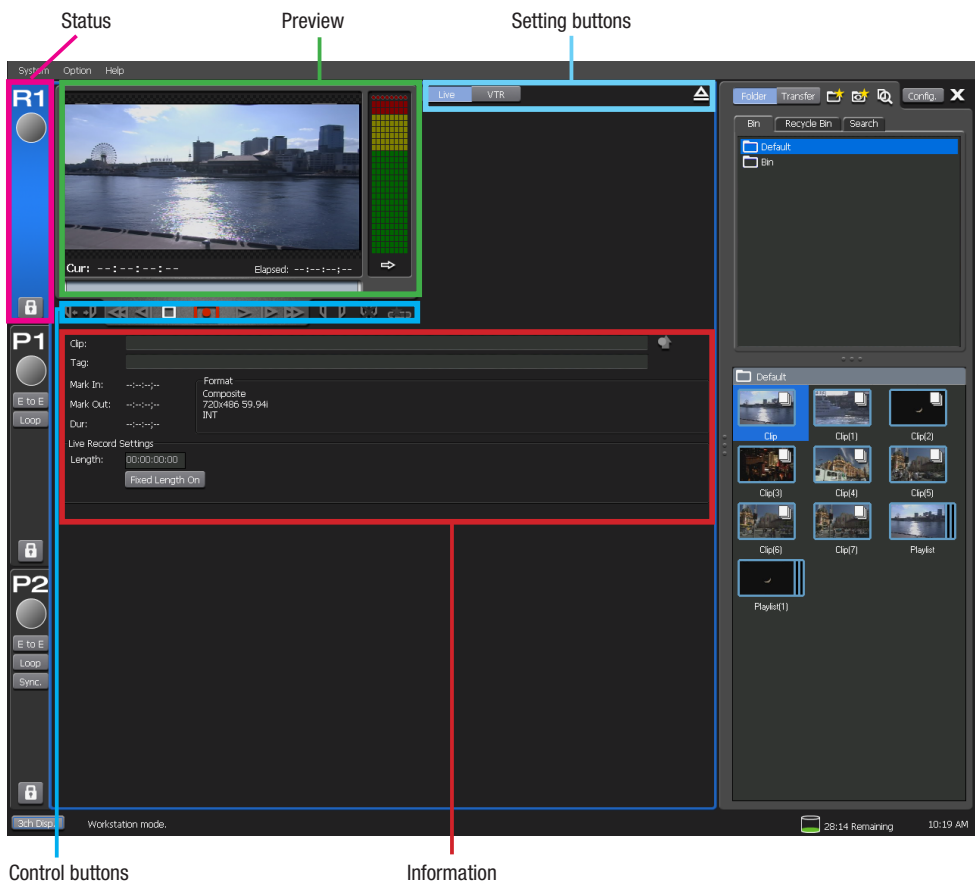 Status
Preview
Setting buttons
System Option Help
R1
P1
E to E
Loop
P2
E to E
Loop
Sync.
Cur: --:--:--:--
Elapsed: --:--:--;--
Live VTR
Clip:
Tag:
Mark In: --:--:--;--
Mark Out: --:--:--;--
Dur: --:--:--;--
Format
Composite
720x486 59.94i
INT
Live Record Settings
Length: 00:00:00:00
Fixed Length On
Folder Transfer Config. X
Bin Recycle Bin Search
Default
Bin
Default
Clip Clip(1) Clip(2)
Clip(3) Clip(4) Clip(5)
Clip(6) Clip(7) Playlist
Playlist(1)
3ch Disp.
Workstation mode.
28:14 Remaining
10:19 AM
Control buttons
Information